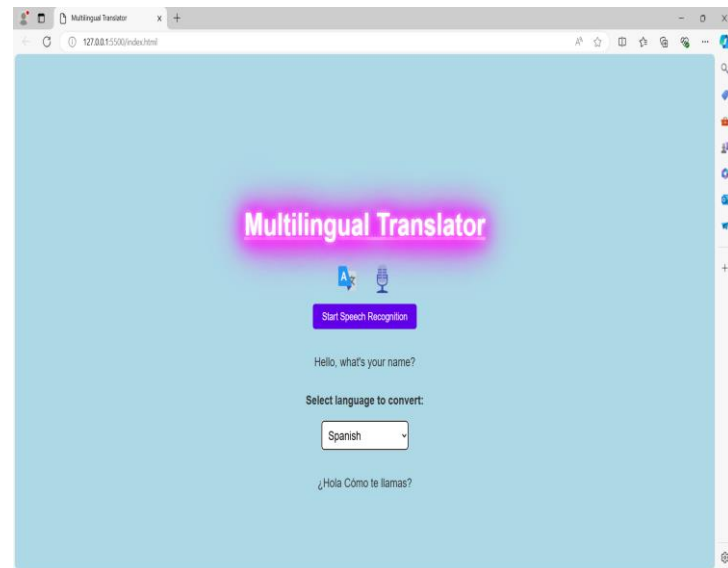 Multilingual Translator
127.0.0.1:5500/index.html
Multilingual Translator
Start Speech Recognition
Hello, what's your name?
Select language to convert:
Spanish
¿Hola Cómo te llamas?